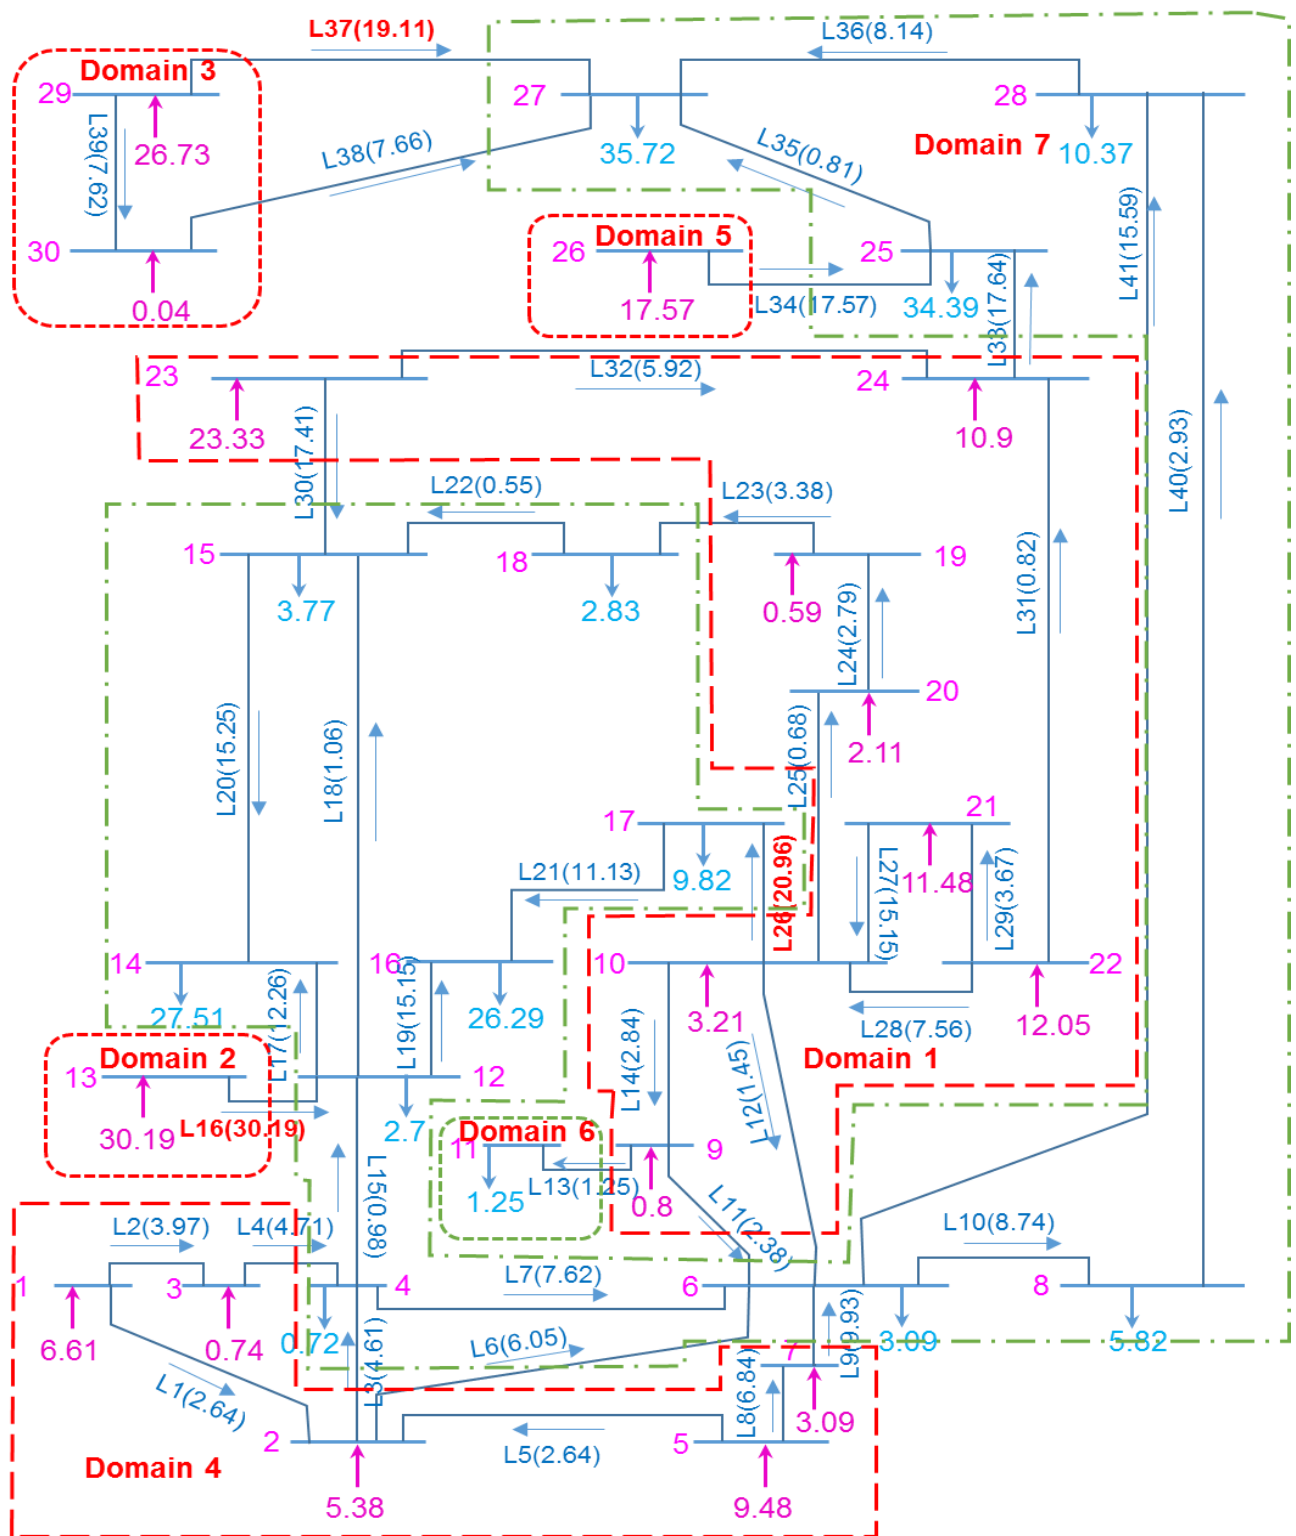 L37(19.11)
L36(8.14)
Domain 3
29
27
28
26.73
L39(7.62)
L38(7.66)
35.72
L35(0.81)
Domain 7
10.37
L41(15.59)
30
0.04
Domain 5
26
17.57
L34(17.57)
25
34.39
L33(17.64)
23
23.33
L32(5.92)
24
10.9
L30(17.41)
L22(0.55)
L23(3.38)
L40(2.93)
15
3.77
18
2.83
19
0.59
L24(2.79)
L31(0.82)
20
2.11
L20(15.25)
L18(1.06)
L25(0.68)
17
9.82
21
11.48
L21(11.13)
L26(20.96)
L27(15.15)
L29(3.67)
14
27.51
16
26.29
10
3.21
22
12.05
L28(7.56)
L17(12.26)
L19(15.15)
L14(2.84)
L12(1.45)
Domain 1
Domain 2
13
30.19
L16(30.19)
12
2.7
Domain 6
11
1.25
L13(1.25)
9
0.8
L15(0.98)
L11(2.38)
L2(3.97)
L4(4.71)
L10(8.74)
1
6.61
3
0.74
4
0.72
L7(7.62)
6
3.09
8
5.82
L1(2.64)
L3(4.61)
L6(6.05)
7
3.09
L9(9.93)
L8(6.84)
2
5.38
L5(2.64)
5
9.48
Domain 4